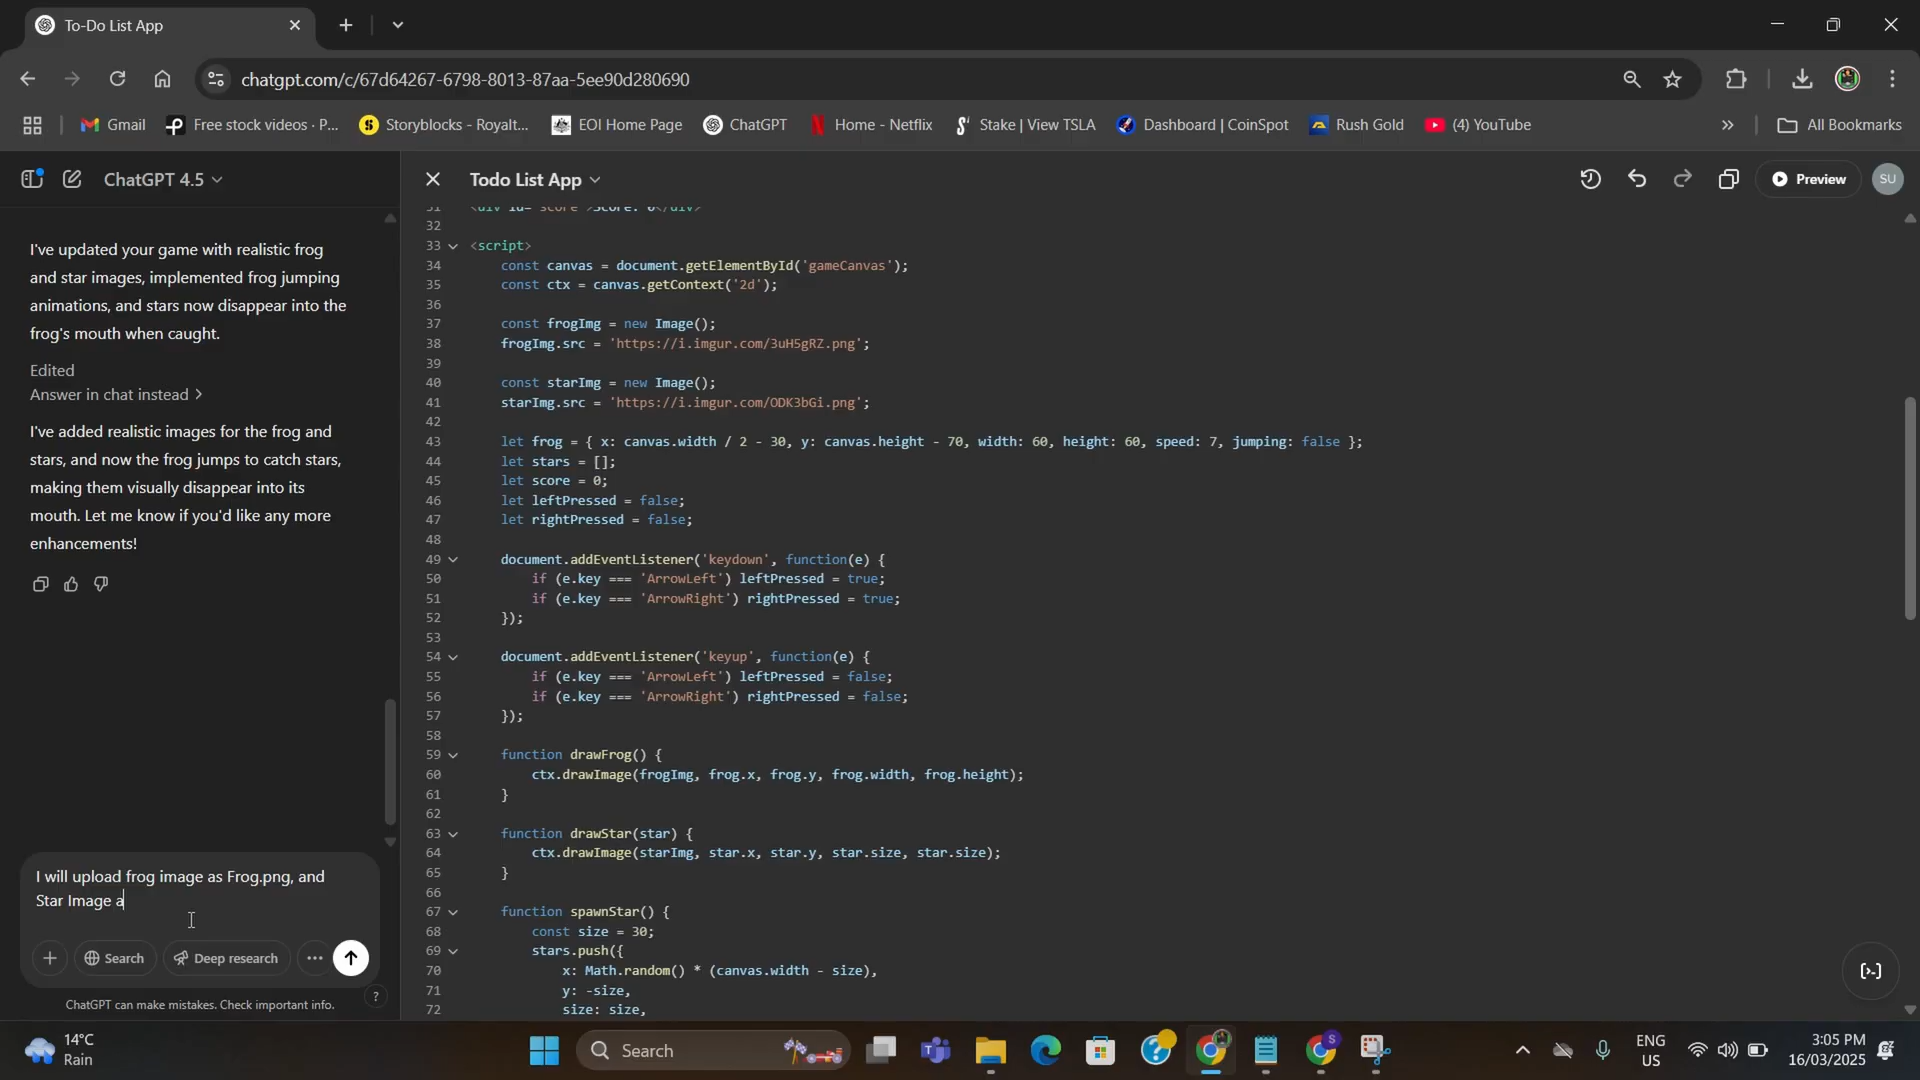 To-Do List App
chatgpt.com/c/67d64267-6798-8013-87aa-5ee90d280690
Gmail
Free stock videos · P...
Storyblocks - Royalt...
EOI Home Page
ChatGPT
Home - Netflix
Stake | View TSLA
Dashboard | CoinSpot
Rush Gold
(4) YouTube
All Bookmarks
ChatGPT 4.5
Todo List App
Preview
SU
I've updated your game with realistic frog
and star images, implemented frog jumping
animations, and stars now disappear into the
frog's mouth when caught.
Edited
Answer in chat instead >
I've added realistic images for the frog and
stars, and now the frog jumps to catch stars,
making them visually disappear into its
mouth. Let me know if you'd like any more
enhancements!
I will upload frog image as Frog.png, and
Star Image a
Search
Deep research
ChatGPT can make mistakes. Check important info.
?
31 <div id="score">Score: 0</div>
32
33 <script>
34 const canvas = document.getElementById('gameCanvas');
35 const ctx = canvas.getContext('2d');
36
37 const frogImg = new Image();
38 frogImg.src = 'https://i.imgur.com/3uH5gRZ.png';
39
40 const starImg = new Image();
41 starImg.src = 'https://i.imgur.com/ODK3bGi.png';
42
43 let frog = { x: canvas.width / 2 - 30, y: canvas.height - 70, width: 60, height: 60, speed: 7, jumping: false };
44 let stars = [];
45 let score = 0;
46 let leftPressed = false;
47 let rightPressed = false;
48
49 document.addEventListener('keydown', function(e) {
50 if (e.key === 'ArrowLeft') leftPressed = true;
51 if (e.key === 'ArrowRight') rightPressed = true;
52 });
53
54 document.addEventListener('keyup', function(e) {
55 if (e.key === 'ArrowLeft') leftPressed = false;
56 if (e.key === 'ArrowRight') rightPressed = false;
57 });
58
59 function drawFrog() {
60 ctx.drawImage(frogImg, frog.x, frog.y, frog.width, frog.height);
61 }
62
63 function drawStar(star) {
64 ctx.drawImage(starImg, star.x, star.y, star.size, star.size);
65 }
66
67 function spawnStar() {
68 const size = 30;
69 stars.push({
70 x: Math.random() * (canvas.width - size),
71 y: -size,
72 size: size,
14°C
Rain
Search
ENG
US
3:05 PM
16/03/2025